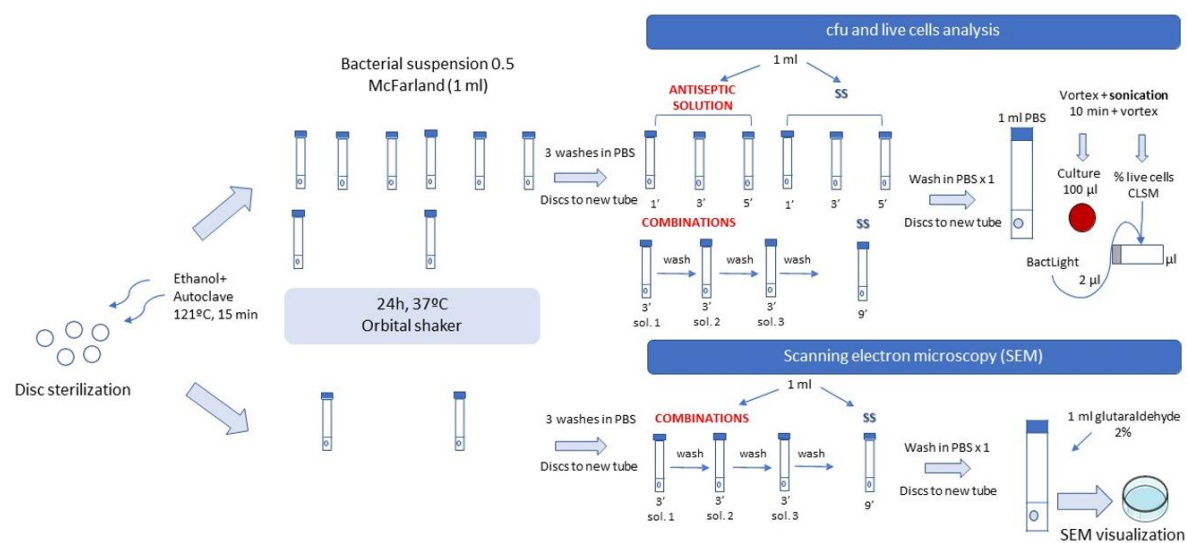 cfu and live cells analysis
Bacterial suspension 0.5
McFarland (1 ml)
1 ml
ANTISEPTIC
SOLUTION
SS
3 washes in PBS
Discs to new tube
1’
3’
5’
1’
3’
5’
Wash in PBS x 1
Discs to new tube
1 ml PBS
Vortex + sonication
10 min + vortex
Culture
100 µl
% live cells
CLSM
BactLight
2 µl
µl
COMBINATIONS
SS
wash
wash
wash
3’
3’
3’
9’
sol. 1
sol. 2
sol. 3
Ethanol+
Autoclave
121ºC, 15 min
Disc sterilization
24h, 37ºC
Orbital shaker
Scanning electron microscopy (SEM)
1 ml
COMBINATIONS
SS
3 washes in PBS
Discs to new tube
wash
wash
wash
3’
3’
3’
9’
sol. 1
sol. 2
sol. 3
Wash in PBS x 1
Discs to new tube
1 ml glutaraldehyde
2%
SEM visualization